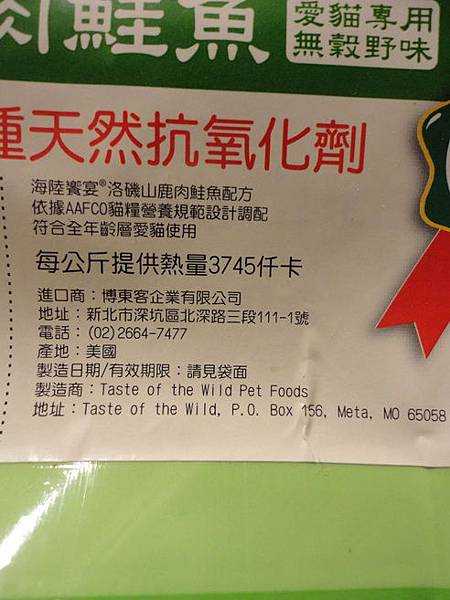 肉鮭魚
愛貓專用
無穀野味
種天然抗氧化劑
海陸饗宴®洛磯山鹿肉鮭魚配方
依據AAFCO貓糧營養規範設計調配
符合全年齡層愛貓使用
每公斤提供熱量3745仟卡
進口商：博東客企業有限公司
地址：新北市深坑區北深路三段111-1號
電話：(02)2664-7477
產地：美國
製造日期/有效期限：請見袋面
製造商：Taste of the Wild Pet Foods
地址：Taste of the Wild, P.O. Box 156, Meta, MO 65058